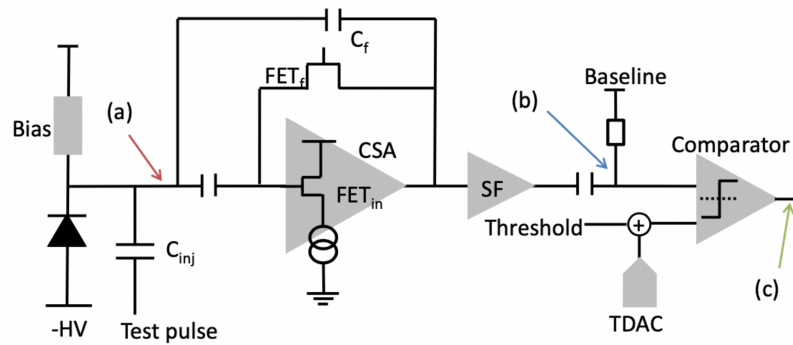 C_f
FET_f
(a)
Bias
CSA
FET_in
C_inj
-HV
Test pulse
SF
(b)
Baseline
Comparator
Threshold
TDAC
(c)